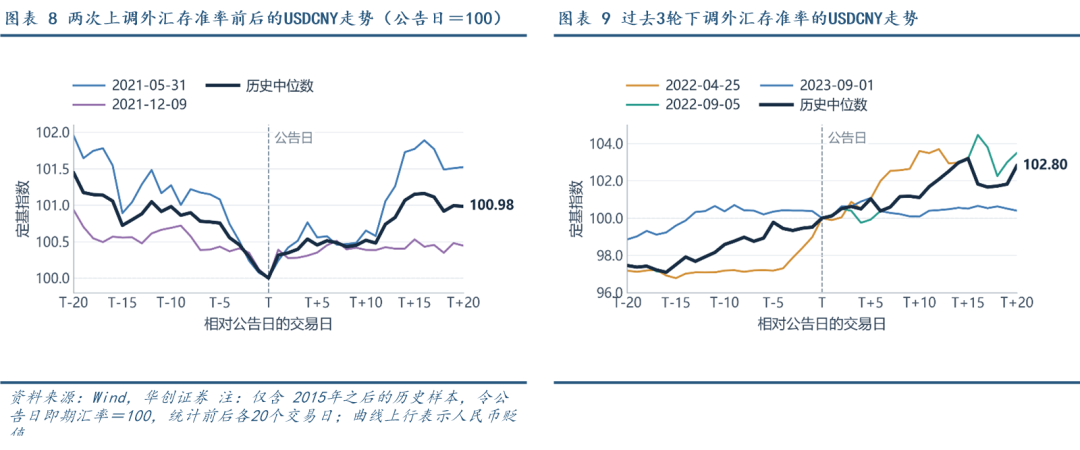 图表 8 两次上调外汇存准率前后的USDCNY走势（公告日＝100）
2021-05-31 历史中位数
2021-12-09
公告日
定基指数
102.0
101.5
101.0
100.5
100.0
100.98
T-20 T-15 T-10 T-5 T T+5 T+10 T+15 T+20
相对公告日的交易日
资料来源：Wind，华创证券 注：仅含 2015年之后的历史样本，令公
告日即期汇率＝100，统计前后各20个交易日；曲线上行表示人民币贬
值
图表 9 过去3轮下调外汇存准率的USDCNY走势
2022-04-25 2023-09-01
2022-09-05 历史中位数
公告日
定基指数
104.0
102.0
100.0
98.0
96.0
102.80
T-20 T-15 T-10 T-5 T T+5 T+10 T+15 T+20
相对公告日的交易日